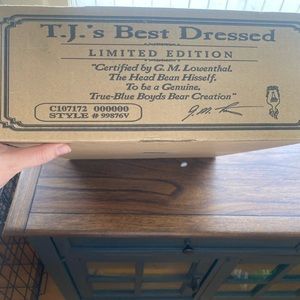 T.J.'s Best Dressed
LIMITED EDITION
"Certified by G. M. Lowenthal.
The Head Bean Hisself.
To be a Genuine,
True-Blue Boyds Bear Creation"
C107172 000000
STYLE # 99876V